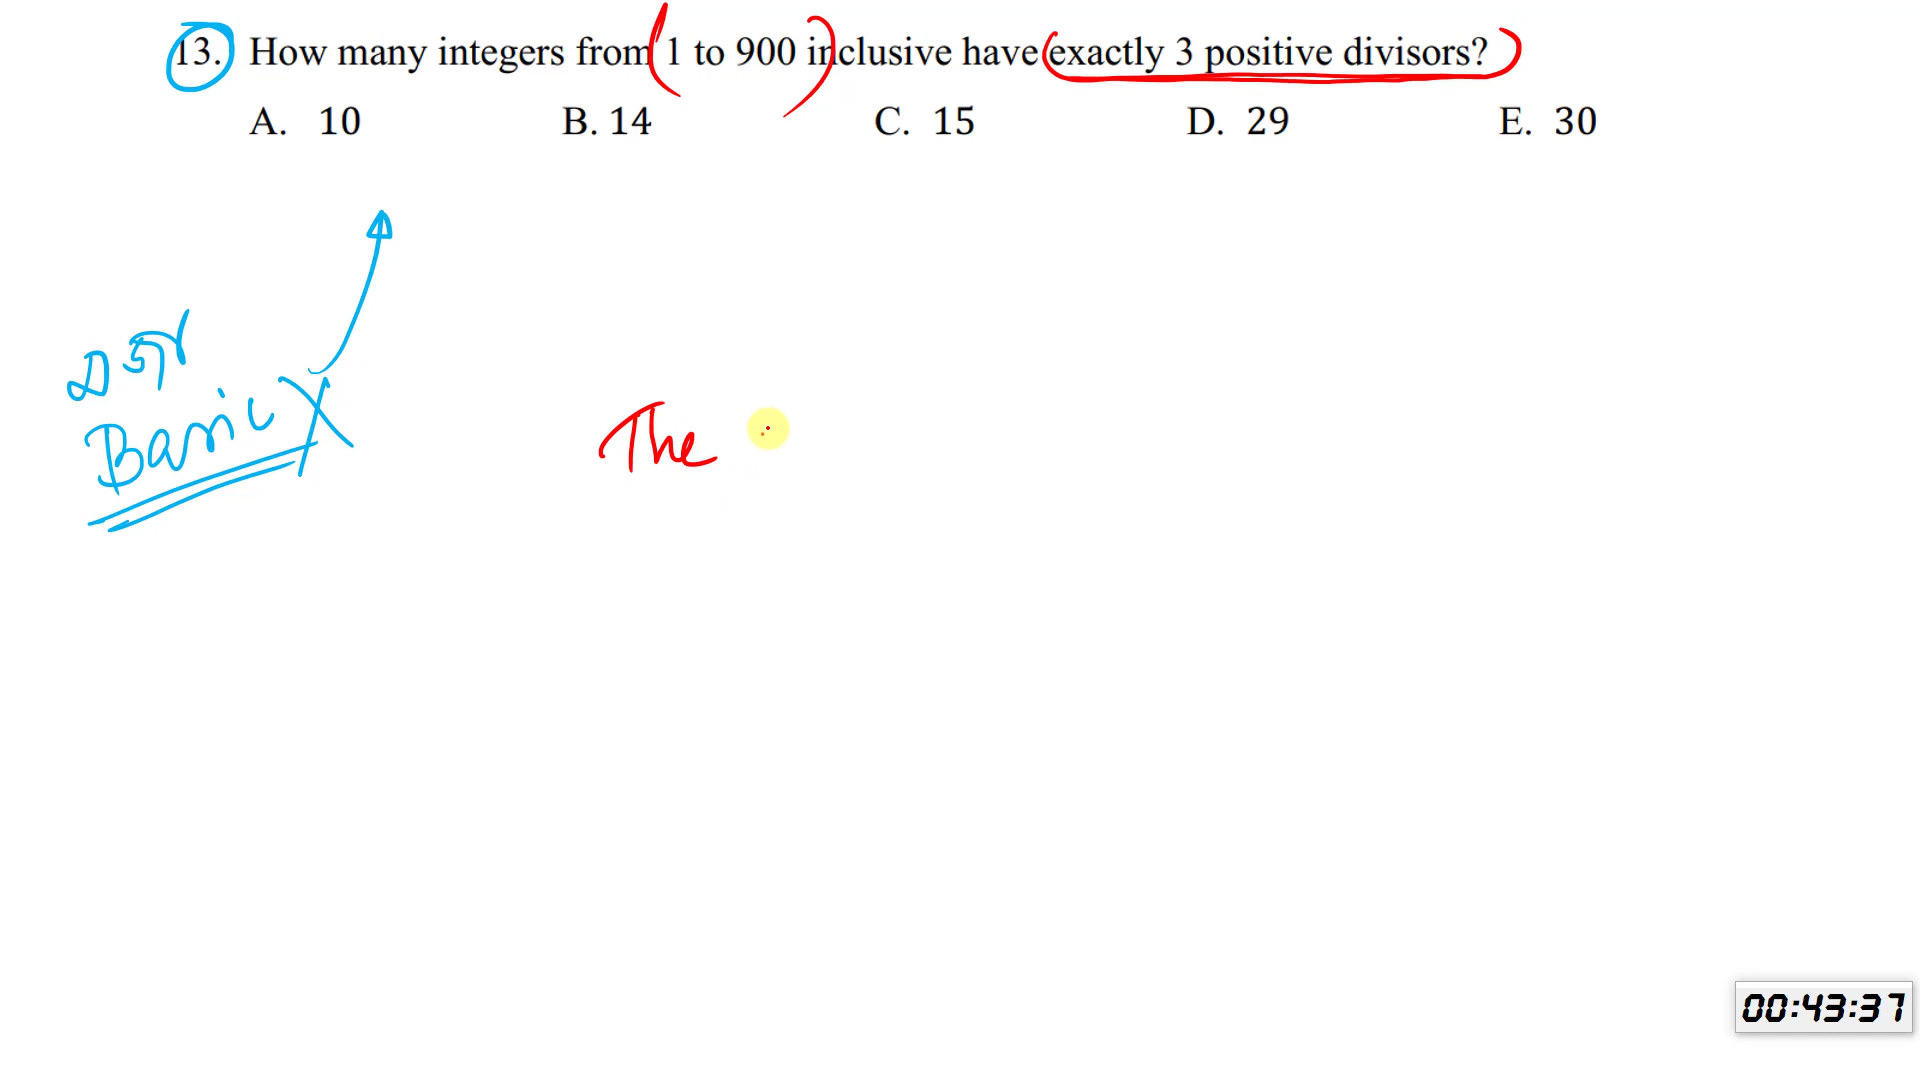 13. How many integers from 1 to 900 inclusive have exactly 3 positive divisors?
A. 10 B. 14 C. 15 D. 29 E. 30
Basic
The
00:43:37